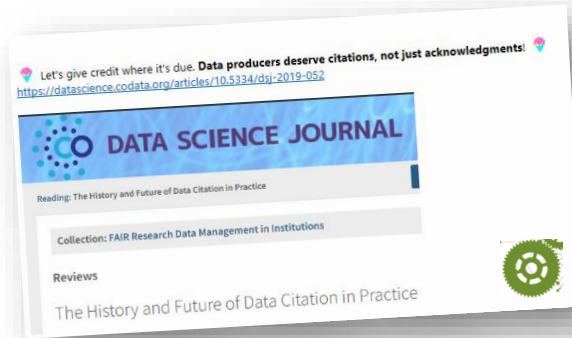 Let's give credit where it's due. Data producers deserve citations, not just acknowledgments!
https://datascience.codata.org/articles/10.5334/dsj-2019-052
CO DATA SCIENCE JOURNAL
Reading: The History and Future of Data Citation in Practice
Collection: FAIR Research Data Management in Institutions
Reviews
The History and Future of Data Citation in Practice